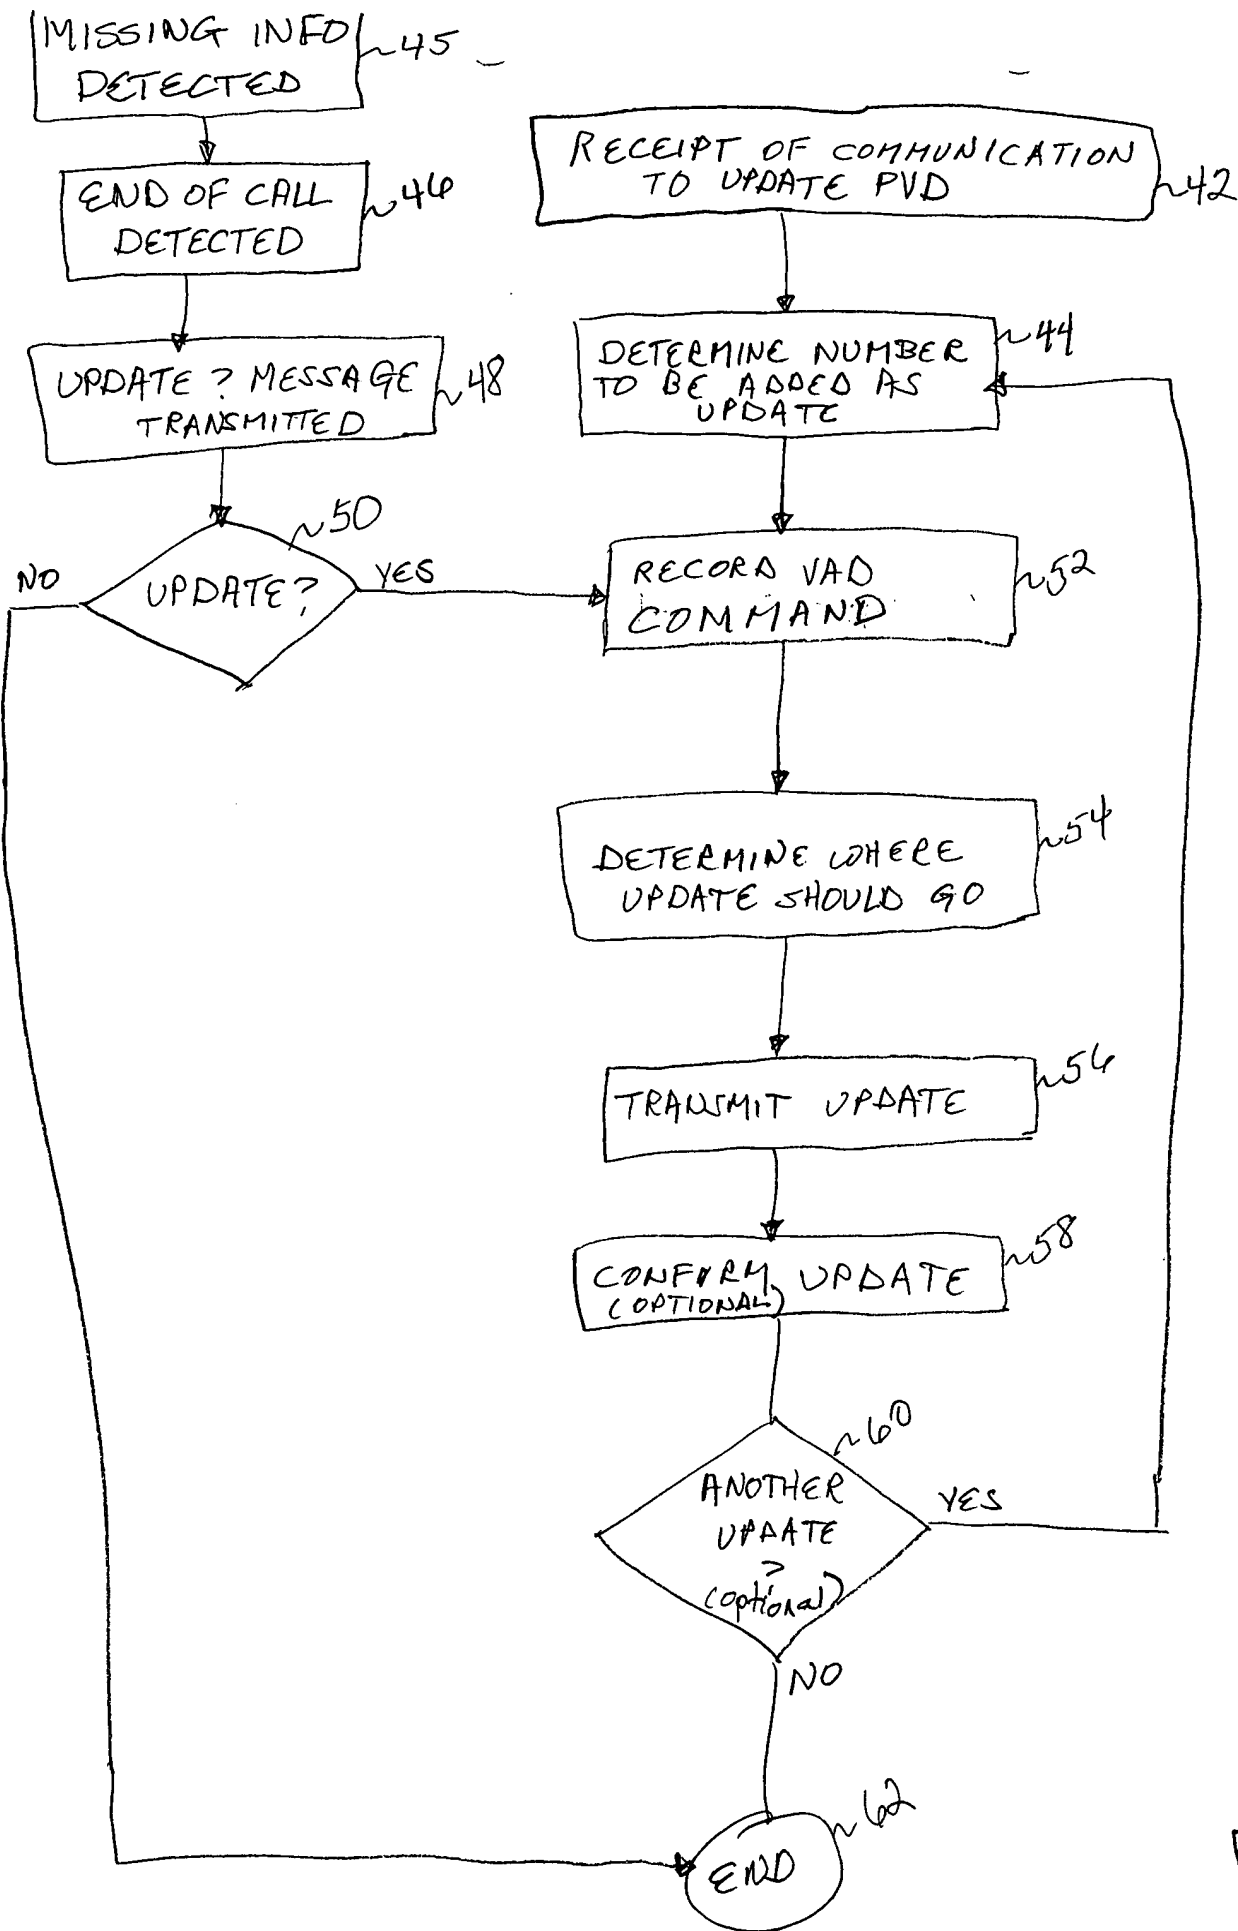 MISSING INFO
DETECTED
45
END OF CALL
DETECTED
46
UPDATE? MESSAGE
TRANSMITTED
48
50
UPDATE?
NO
YES
RECEIPT OF COMMUNICATION
TO UPDATE PVD
42
DETERMINE NUMBER
TO BE ADDED AS
UPDATE
44
RECORD VAD
COMMAND
52
DETERMINE WHERE
UPDATE SHOULD GO
54
TRANSMIT UPDATE
56
CONFIRM UPDATE
(OPTIONAL)
58
60
ANOTHER
UPDATE
?
(optional)
YES
NO
62
END